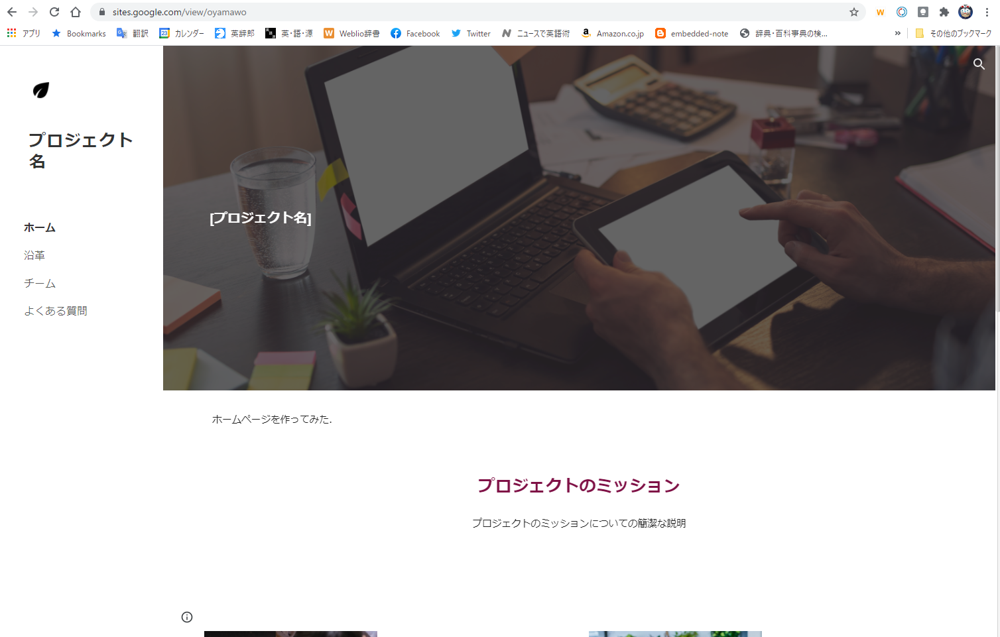 sites.google.com/view/oyamawo
アプリ Bookmarks 翻訳 カレンダー 英辞郎 英・語・源 Weblio辞書 Facebook Twitter ニュースで英語術 Amazon.co.jp embedded-note 辞典・百科事典の検... » その他のブックマーク
プロジェクト
名
ホーム
沿革
チーム
よくある質問
[プロジェクト名]
ホームページを作ってみた.
プロジェクトのミッション
プロジェクトのミッションについての簡潔な説明